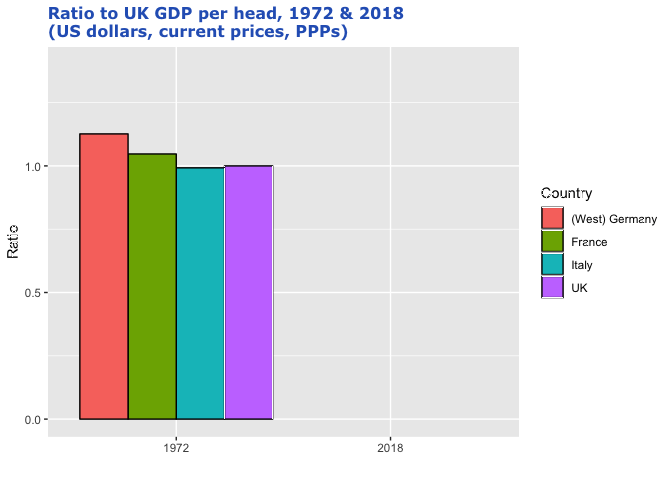 Ratio to UK GDP per head, 1972 & 2018
(US dollars, current prices, PPPs)
Ratio
1.0
0.5
0.0
1972
2018
Country
(West) Germany
France
Italy
UK